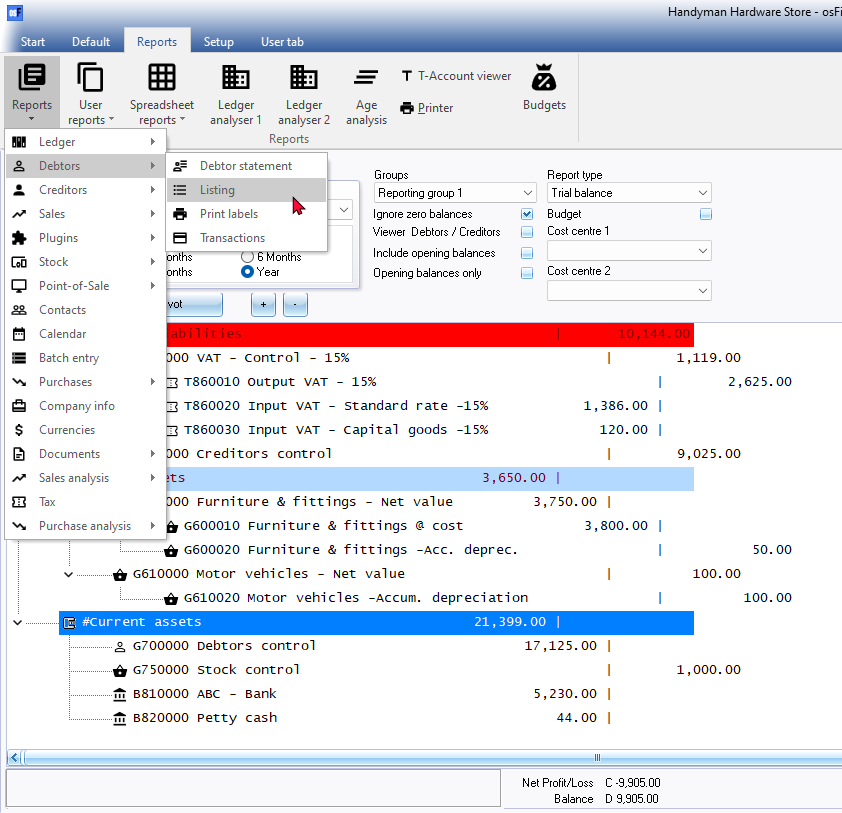 osF
Handyman Hardware Store - osFi
Start Default Reports Setup User tab
Reports
User reports
Spreadsheet reports
Ledger analyser 1
Ledger analyser 2
Age analysis
T-Account viewer
Printer
Budgets
Reports
Ledger
Debtors
Creditors
Sales
Plugins
Stock
Point-of-Sale
Contacts
Calendar
Batch entry
Purchases
Company info
Currencies
Documents
Sales analysis
Tax
Purchase analysis
Debtor statement
Listing
Print labels
Transactions
onths 6 Months
onths Year
Groups
Reporting group 1
Ignore zero balances
Viewer Debtors / Creditors
Include opening balances
Opening balances only
Report type
Trial balance
Budget
Cost centre 1
Cost centre 2
vot + -
abilities | 10,144.00
000 VAT - Control - 15% | 1,119.00
T860010 Output VAT - 15% | 2,625.00
T860020 Input VAT - Standard rate -15% 1,386.00 |
T860030 Input VAT - Capital goods -15% 120.00 |
000 Creditors control | 9,025.00
ets 3,650.00 |
000 Furniture & fittings - Net value 3,750.00 |
G600010 Furniture & fittings @ cost 3,800.00 |
G600020 Furniture & fittings -Acc. deprec. | 50.00
G610000 Motor vehicles - Net value | 100.00
G610020 Motor vehicles -Accum. depreciation | 100.00
#Current assets 21,399.00 |
G700000 Debtors control 17,125.00 |
G750000 Stock control | 1,000.00
B810000 ABC - Bank 5,230.00 |
B820000 Petty cash 44.00 |
Net Profit/Loss C -9,905.00
Balance D 9,905.00